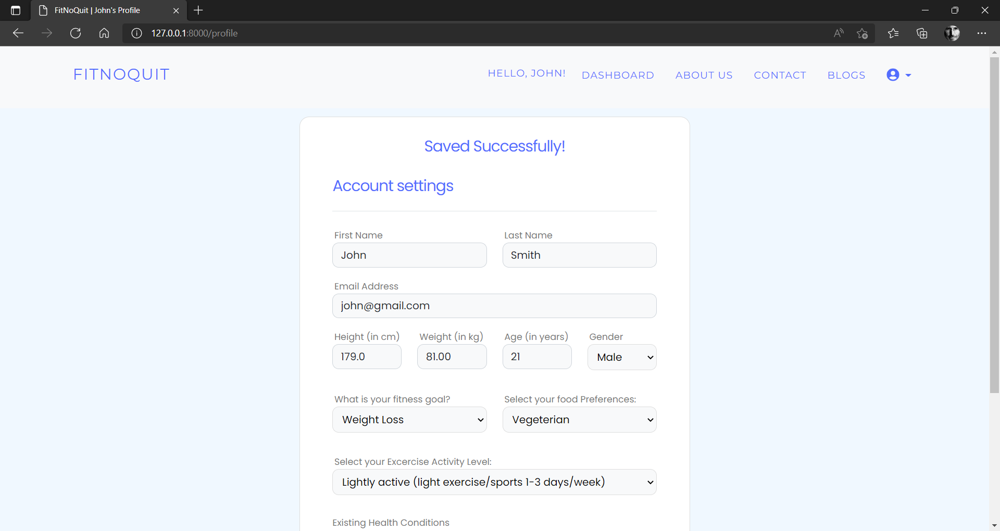 FitNoQuit | John's Profile
127.0.0.1:8000/profile
FITNOQUIT
HELLO, JOHN! DASHBOARD ABOUT US CONTACT BLOGS
Saved Successfully!
Account settings
First Name Last Name
John Smith
Email Address
john@gmail.com
Height (in cm) Weight (in kg) Age (in years) Gender
179.0 81.00 21 Male
What is your fitness goal? Select your food Preferences:
Weight Loss Vegeterian
Select your Excercise Activity Level:
Lightly active (light exercise/sports 1-3 days/week)
Existing Health Conditions